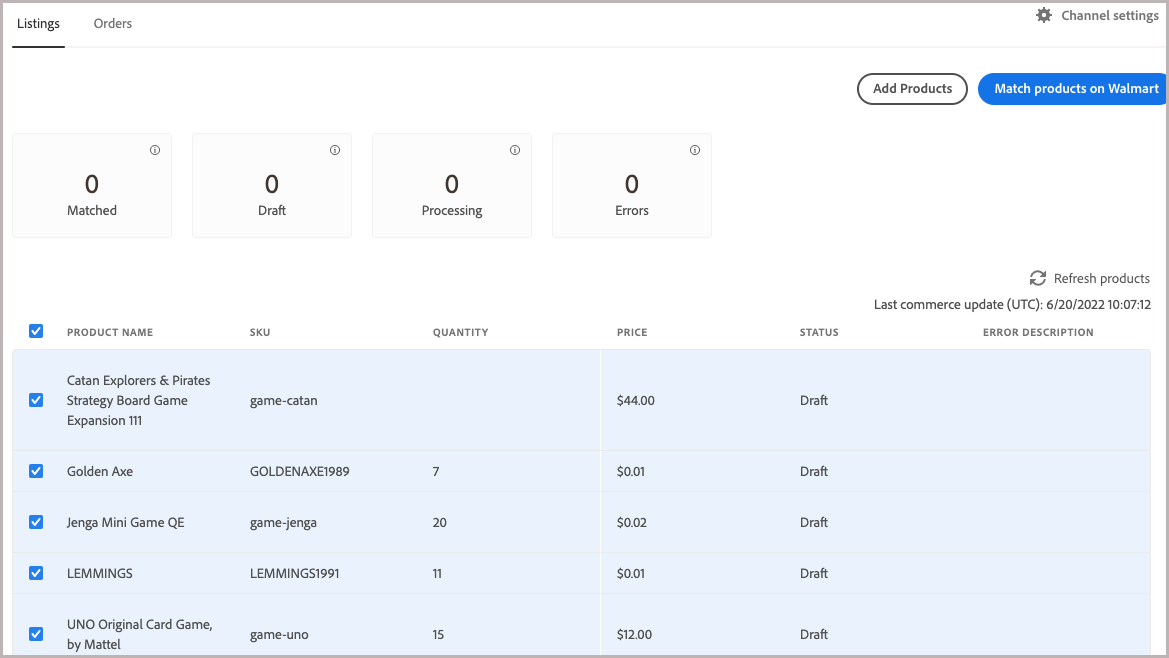 Listings Orders Channel settings
Add Products Match products on Walmart
0 0 0 0
Matched Draft Processing Errors
Refresh products
Last commerce update (UTC): 6/20/2022 10:07:12
PRODUCT NAME SKU QUANTITY PRICE STATUS ERROR DESCRIPTION
Catan Explorers & Pirates
Strategy Board Game game-catan $44.00 Draft
Expansion 111
Golden Axe GOLDENAXE1989 7 $0.01 Draft
Jenga Mini Game QE game-jenga 20 $0.02 Draft
LEMMINGS LEMMINGS1991 11 $0.01 Draft
UNO Original Card Game,
game-uno 15 $12.00 Draft
by Mattel